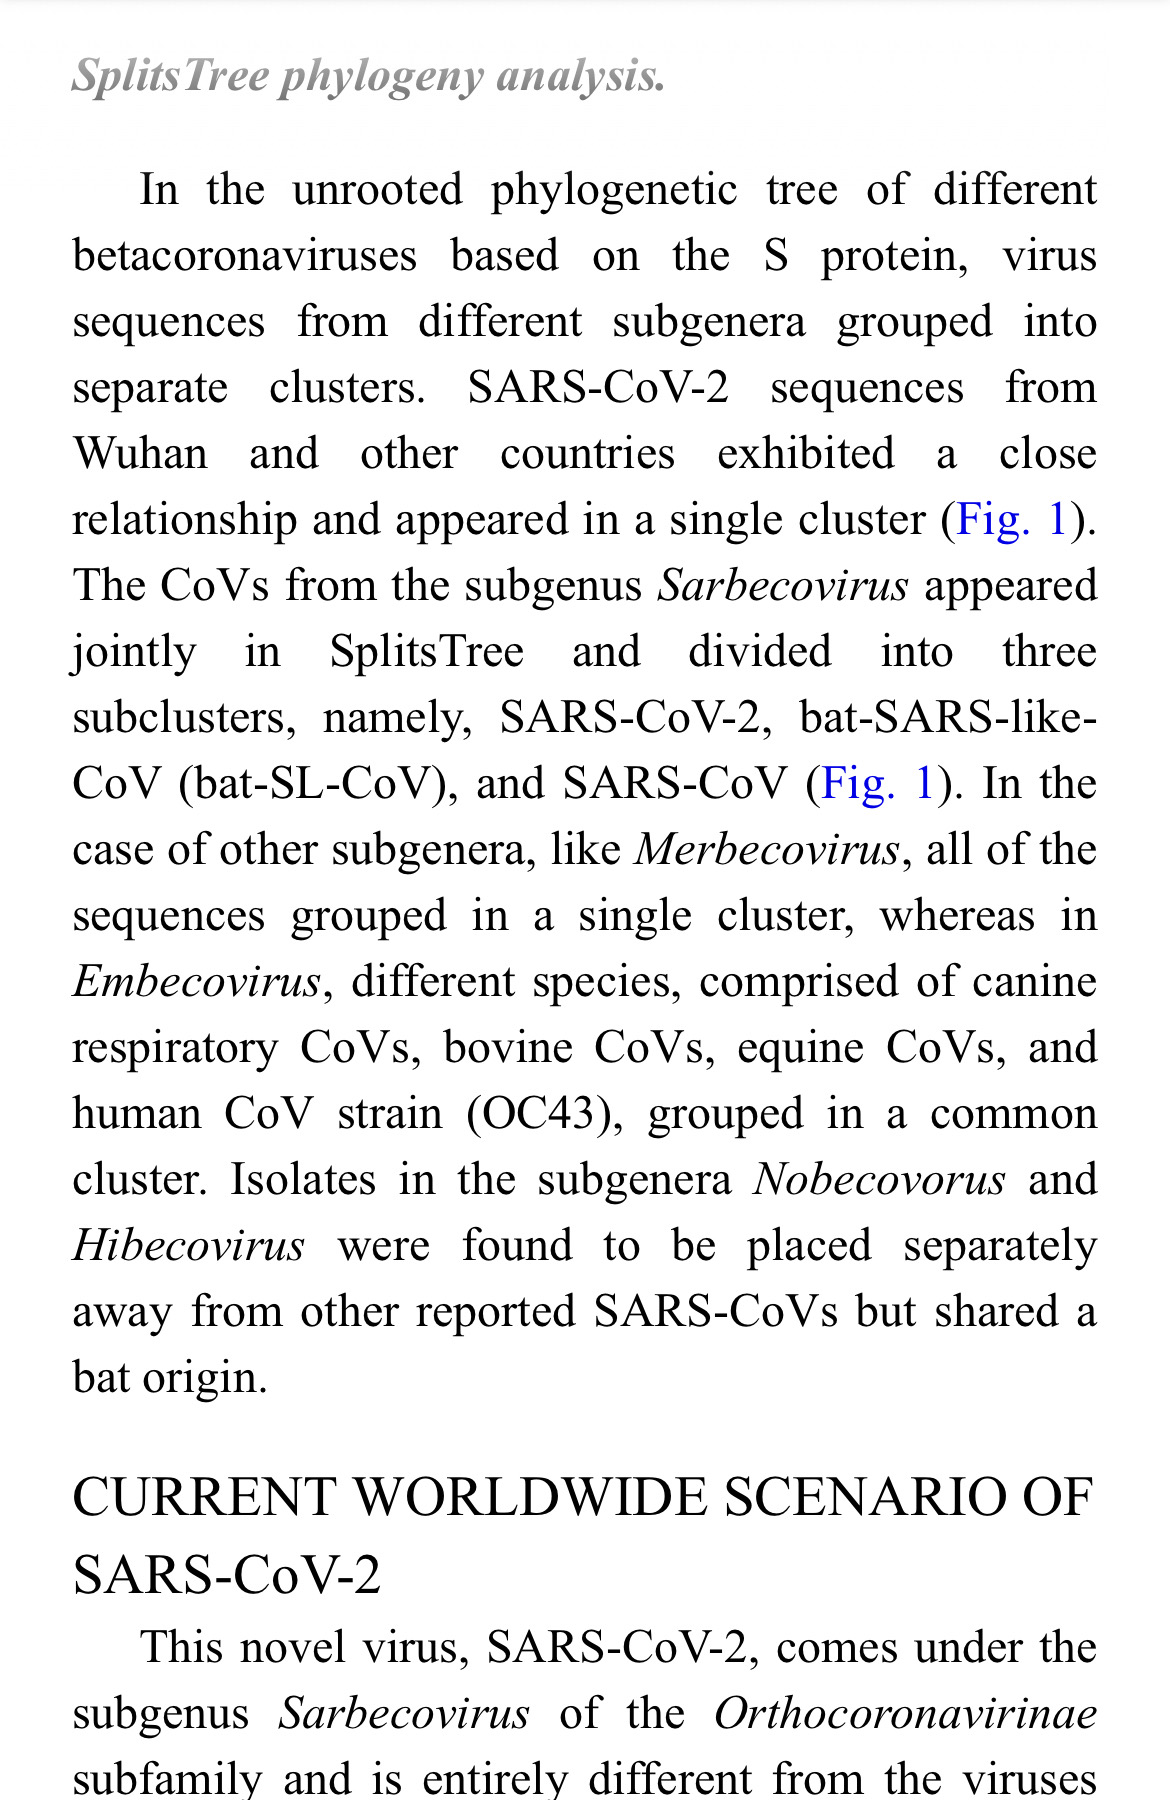 SplitsTree phylogeny analysis.
In the unrooted phylogenetic tree of different
betacoronaviruses based on the S protein, virus
sequences from different subgenera grouped into
separate clusters. SARS-CoV-2 sequences from
Wuhan and other countries exhibited a close
relationship and appeared in a single cluster (Fig. 1).
The CoVs from the subgenus Sarbecovirus appeared
jointly in SplitsTree and divided into three
subclusters, namely, SARS-CoV-2, bat-SARS-like-
CoV (bat-SL-CoV), and SARS-CoV (Fig. 1). In the
case of other subgenera, like Merbecovirus, all of the
sequences grouped in a single cluster, whereas in
Embecovirus, different species, comprised of canine
respiratory CoVs, bovine CoVs, equine CoVs, and
human CoV strain (OC43), grouped in a common
cluster. Isolates in the subgenera Nobecovorus and
Hibecovirus were found to be placed separately
away from other reported SARS-CoVs but shared a
bat origin.
CURRENT WORLDWIDE SCENARIO OF
SARS-CoV-2
This novel virus, SARS-CoV-2, comes under the
subgenus Sarbecovirus of the Orthocoronavirinae
subfamily and is entirely different from the viruses